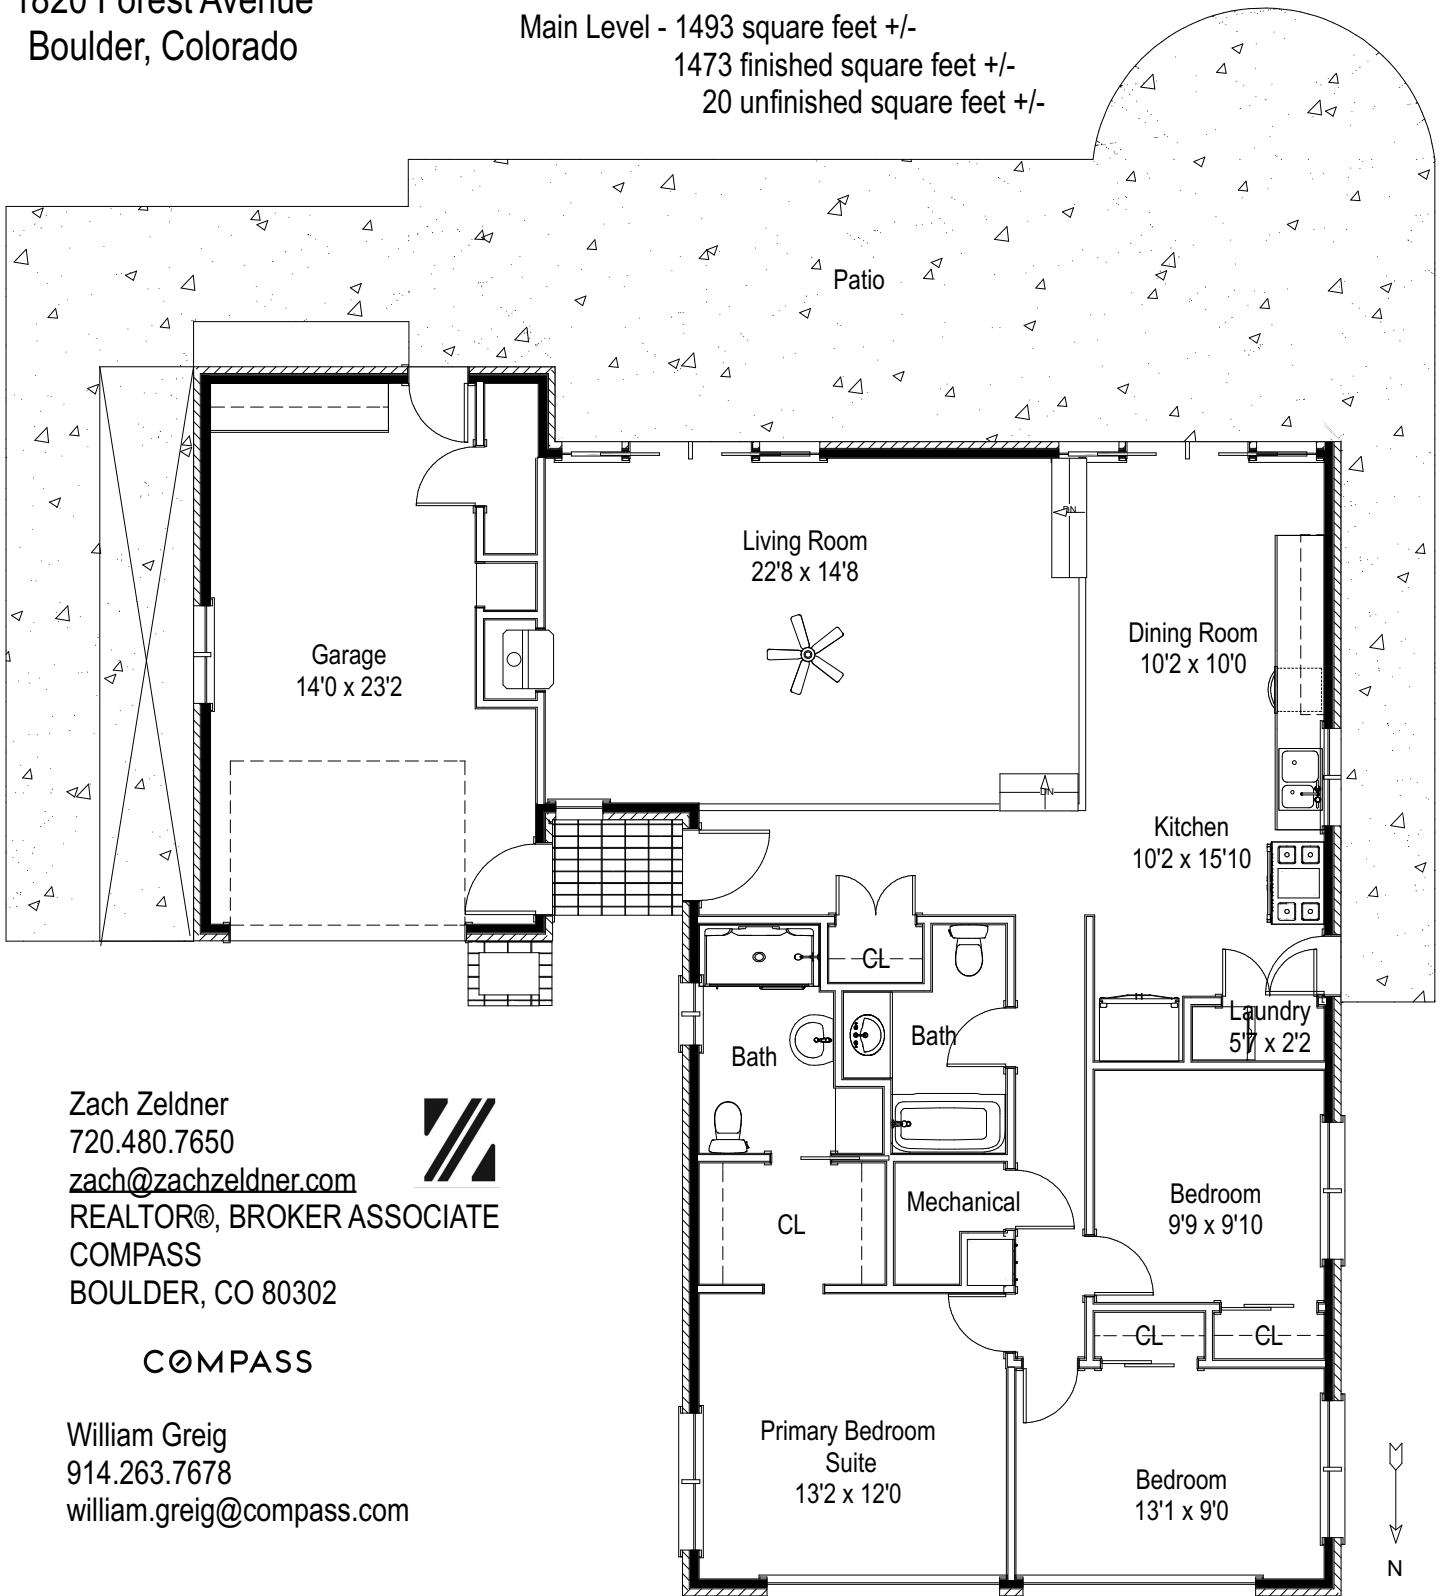 1820 Forest Avenue
Boulder, Colorado
Main Level - 1493 square feet +/-
1473 finished square feet +/-
20 unfinished square feet +/-
Patio
DN
Living Room
22'8 x 14'8
Dining Room
10'2 x 10'0
Garage
14'0 x 23'2
DN
Kitchen
10'2 x 15'10
CL
Laundry
5'7 x 2'2
Bath
Bath
Zach Zeldner
720.480.7650
zach@zachzeldner.com
REALTOR®, BROKER ASSOCIATE
COMPASS
BOULDER, CO 80302
Mechanical
CL
Bedroom
9'9 x 9'10
CL
CL
COMPASS
William Greig
914.263.7678
william.greig@compass.com
Primary Bedroom
Suite
13'2 x 12'0
Bedroom
13'1 x 9'0
N